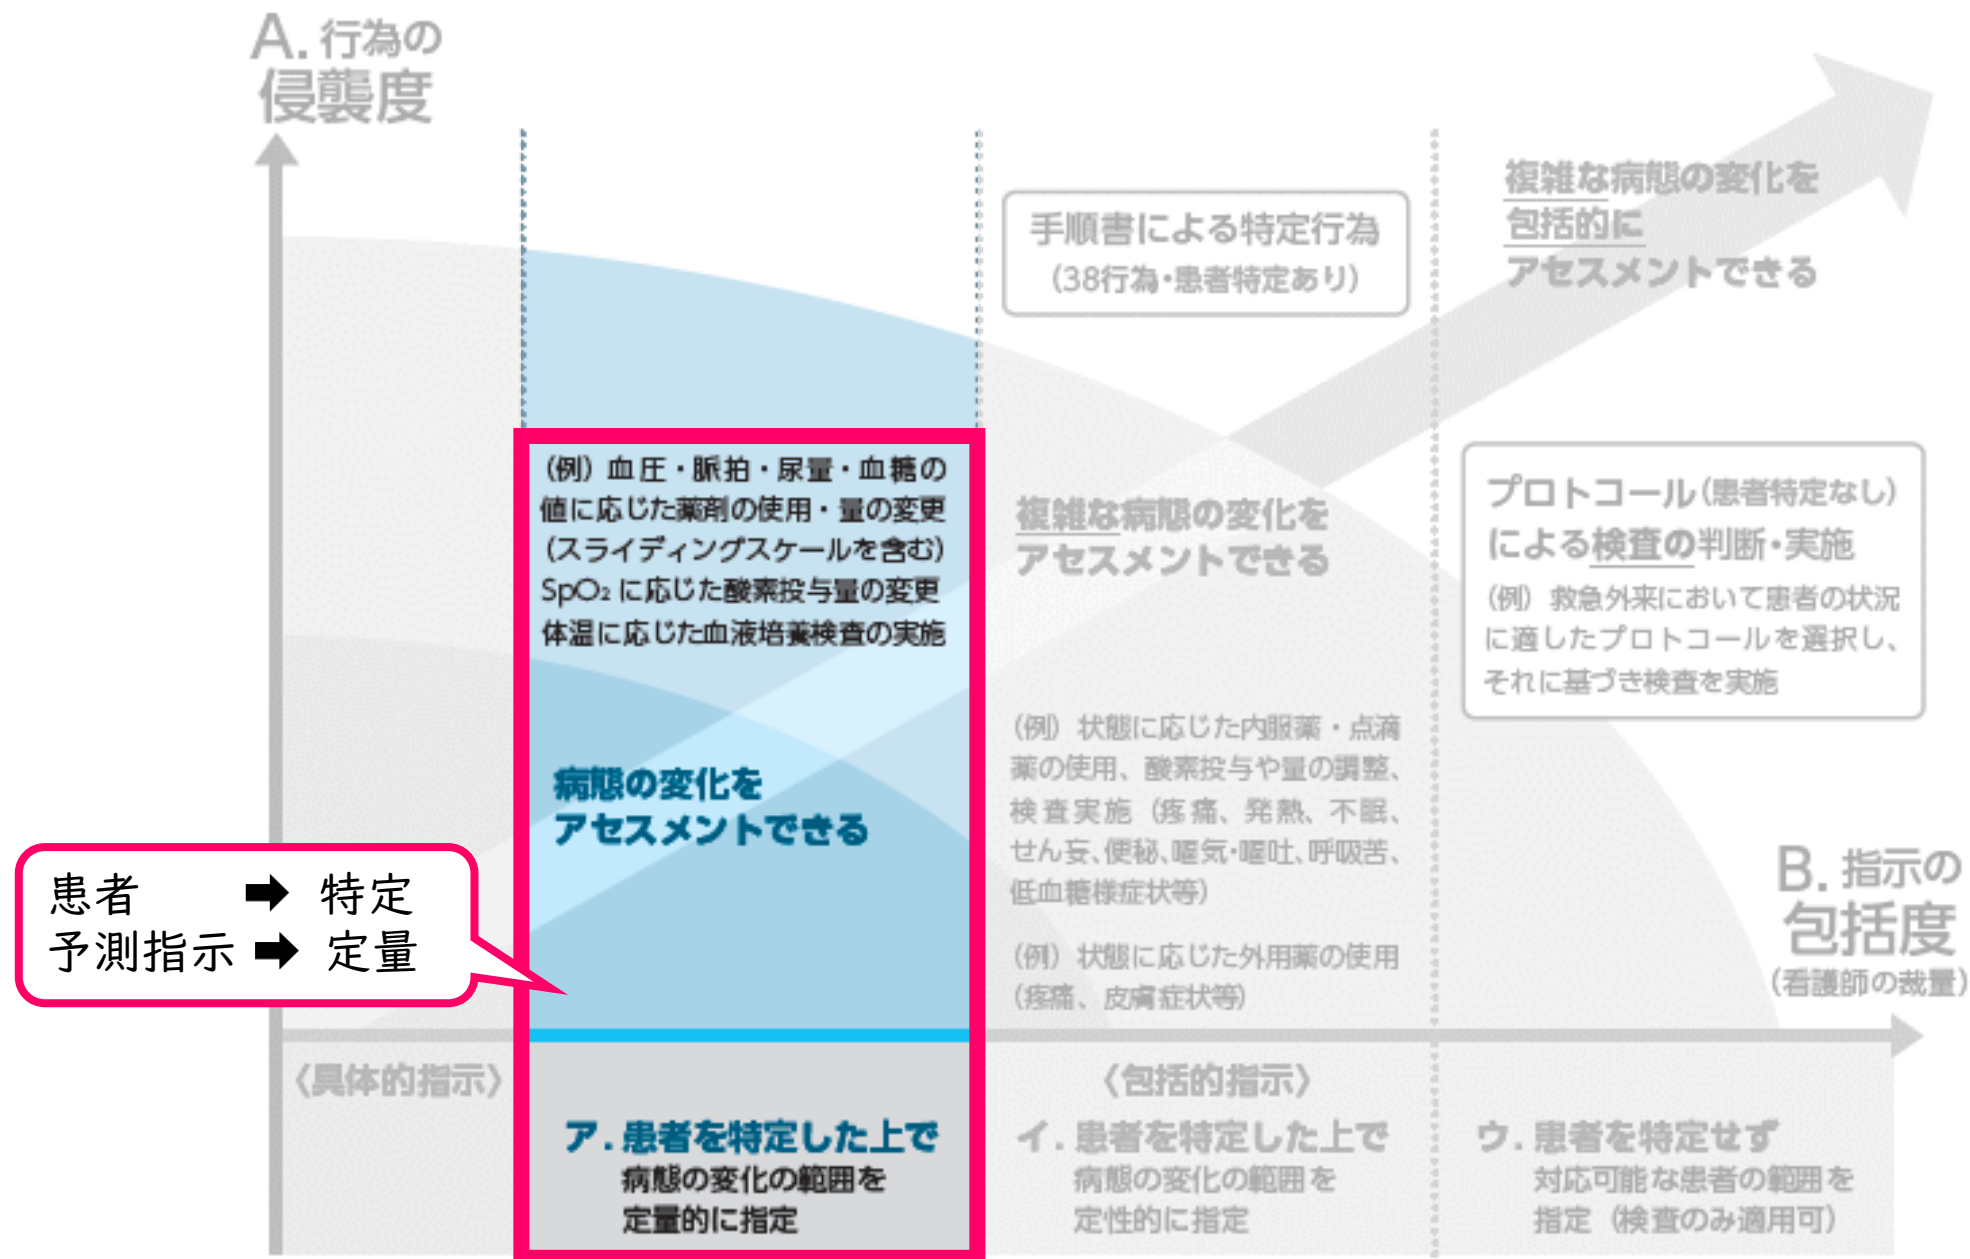 A. 行為の
侵襲度
(例) 血圧・脈拍・尿量・血糖の
値に応じた薬剤の使用・量の変更
(スライディングスケールを含む)
SpO₂ に応じた酸素投与量の変更
体温に応じた血液培養検査の実施
病態の変化を
アセスメントできる
患者 ➡ 特定
予測指示 ➡ 定量
手順書による特定行為
(38行為・患者特定あり)
複雑な病態の変化を
アセスメントできる
(例) 状態に応じた内服薬・点滴
薬の使用、酸素投与や量の調整、
検査実施 (疼痛、発熱、不眠、
せん妄、便秘、嘔気・嘔吐、呼吸苦、
低血糖様症状等)
(例) 状態に応じた外用薬の使用
(疼痛、皮膚症状等)
複雑な病態の変化を
包括的に
アセスメントできる
プロトコール(患者特定なし)
による検査の判断・実施
(例) 救急外来において患者の状況
に適したプロトコールを選択し、
それに基づき検査を実施
B. 指示の
包括度
(看護師の裁量)
〈具体的指示〉
〈包括的指示〉
ア. 患者を特定した上で
病態の変化の範囲を
定量的に指定
イ. 患者を特定した上で
病態の変化の範囲を
定性的に指定
ウ. 患者を特定せず
対応可能な患者の範囲を
指定 (検査のみ適用可)